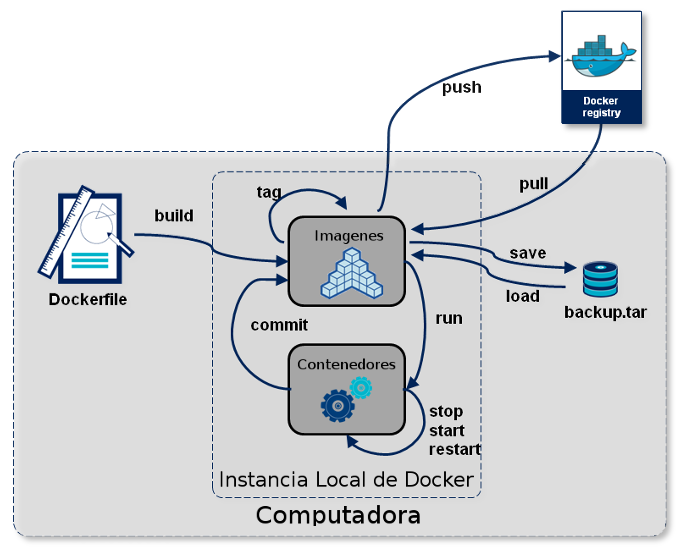 Docker
registry
push
pull
tag
build
Imagenes
save
Dockerfile
load
backup.tar
commit
run
Contenedores
stop
start
restart
Instancia Local de Docker
Computadora